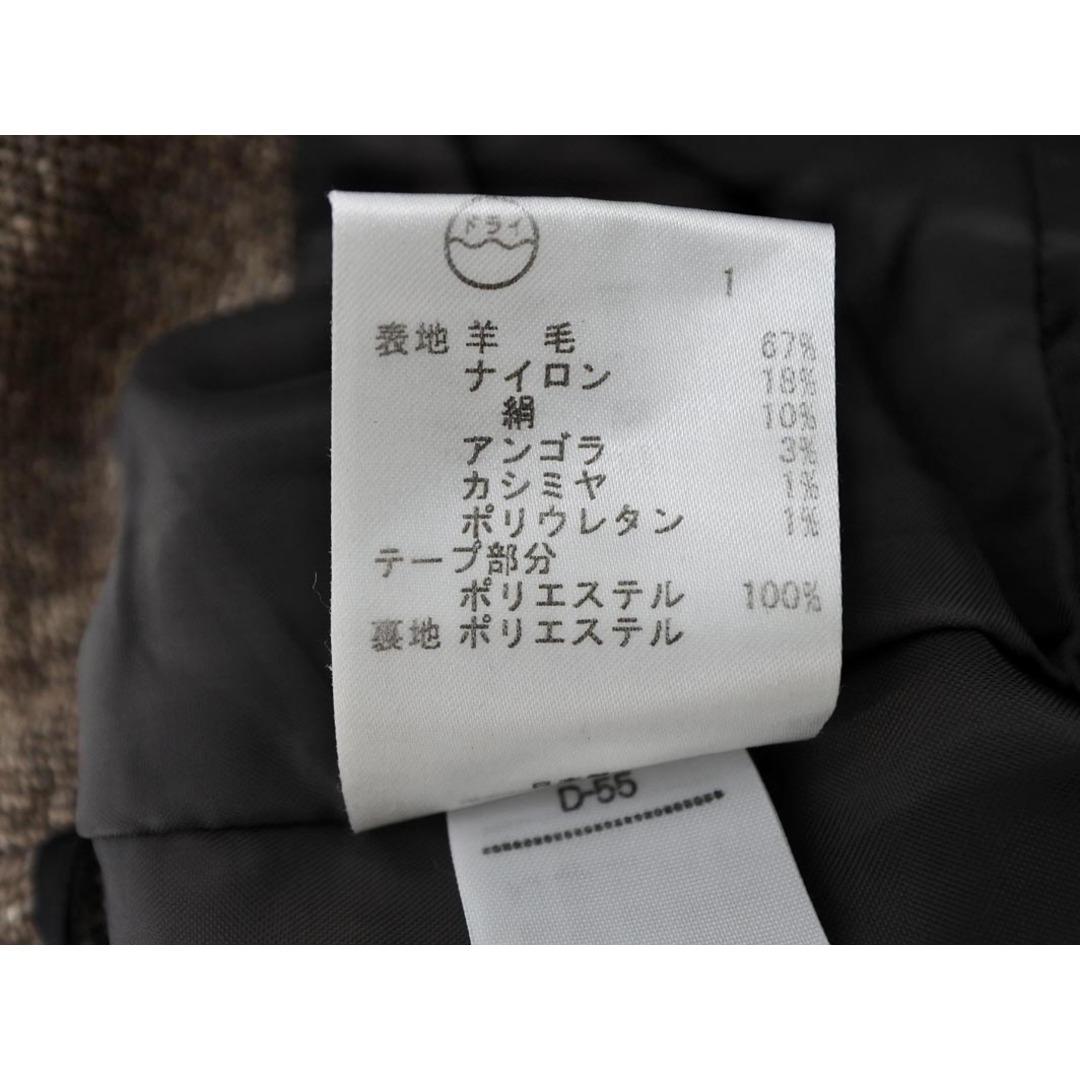 ドライ
1
表地 羊 毛 67%
ナイロン 18%
絹 10%
アンゴラ 3%
カシミヤ 1%
ポリウレタン 1%
テープ部分
ポリエステル 100%
裏地 ポリエステル
D-55